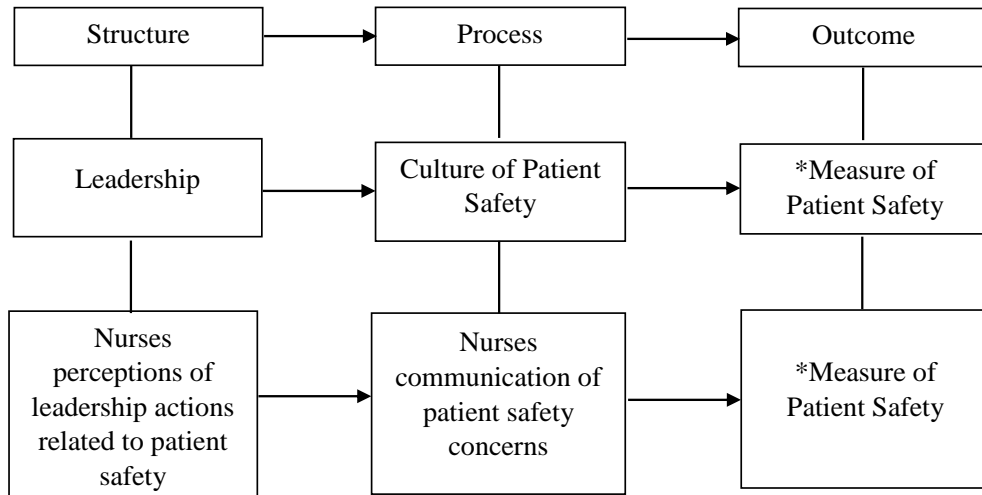 Structure
Process
Outcome
Leadership
Culture of Patient
Safety
*Measure of
Patient Safety
Nurses
perceptions of
leadership actions
related to patient
safety
Nurses
communication of
patient safety
concerns
*Measure of
Patient Safety